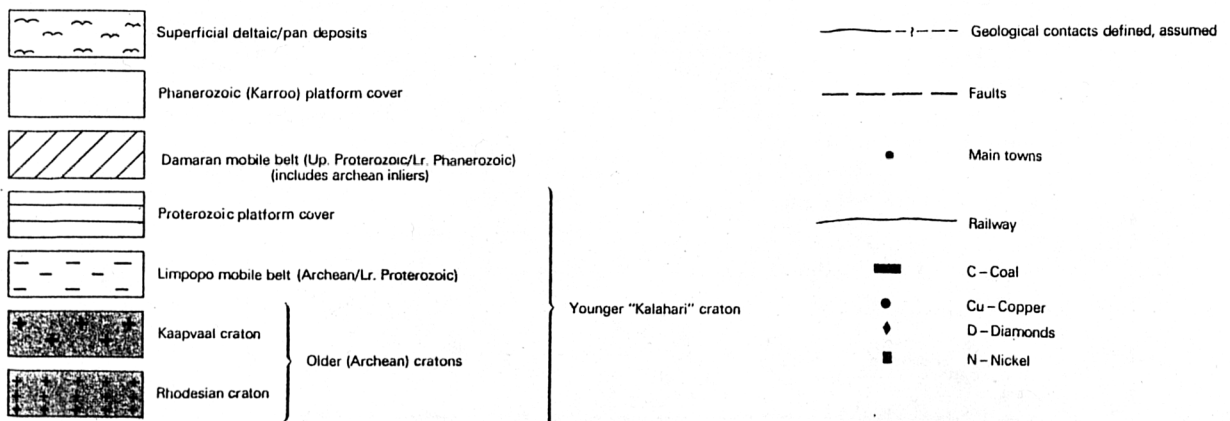 Superficial deltaic/pan deposits
Phanerozoic (Karroo) platform cover
Damaran mobile belt (Up. Proterozoic/Lr. Phanerozoic)
(includes archean inliers)
Proterozoic platform cover
Limpopo mobile belt (Archean/Lr. Proterozoic)
Kaapvaal craton
Rhodesian craton
Older (Archean) cratons
Younger "Kalahari" craton
Geological contacts defined, assumed
Faults
Main towns
Railway
C – Coal
Cu – Copper
D – Diamonds
N – Nickel